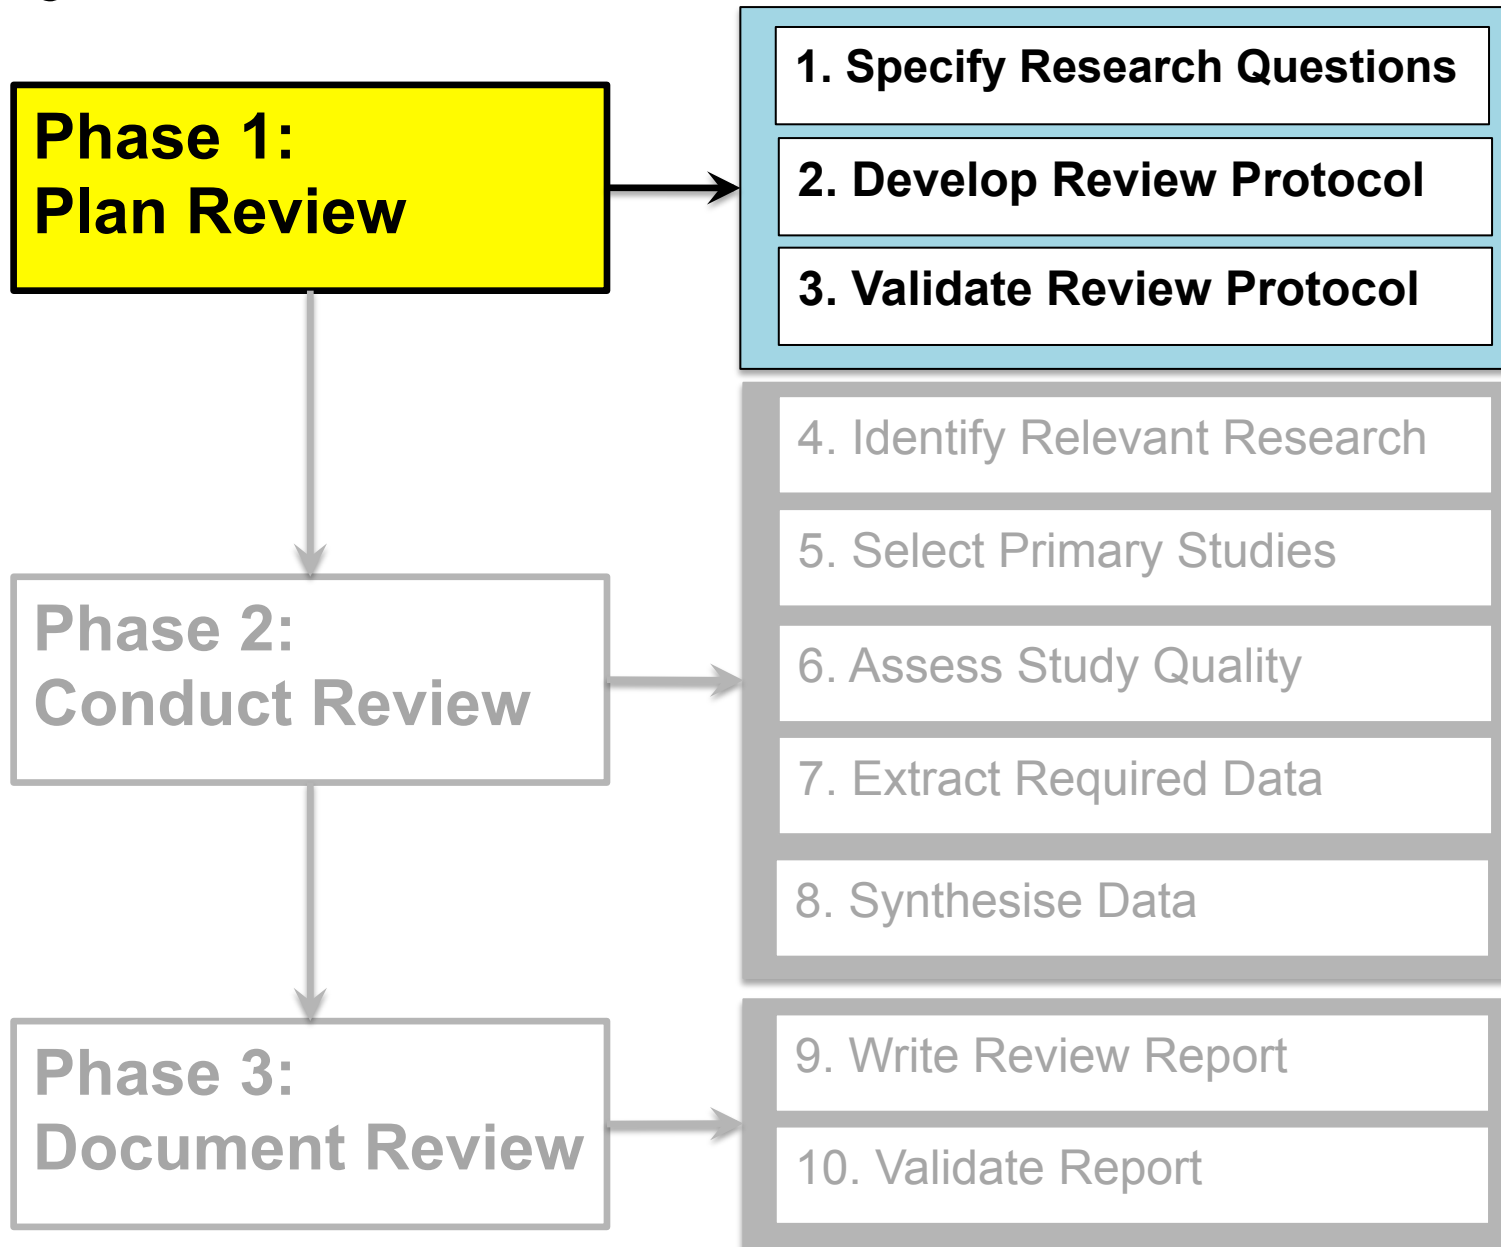 Phase 1:
Plan Review
1. Specify Research Questions
2. Develop Review Protocol
3. Validate Review Protocol
Phase 2:
Conduct Review
4. Identify Relevant Research
5. Select Primary Studies
6. Assess Study Quality
7. Extract Required Data
8. Synthesise Data
Phase 3:
Document Review
9. Write Review Report
10. Validate Report